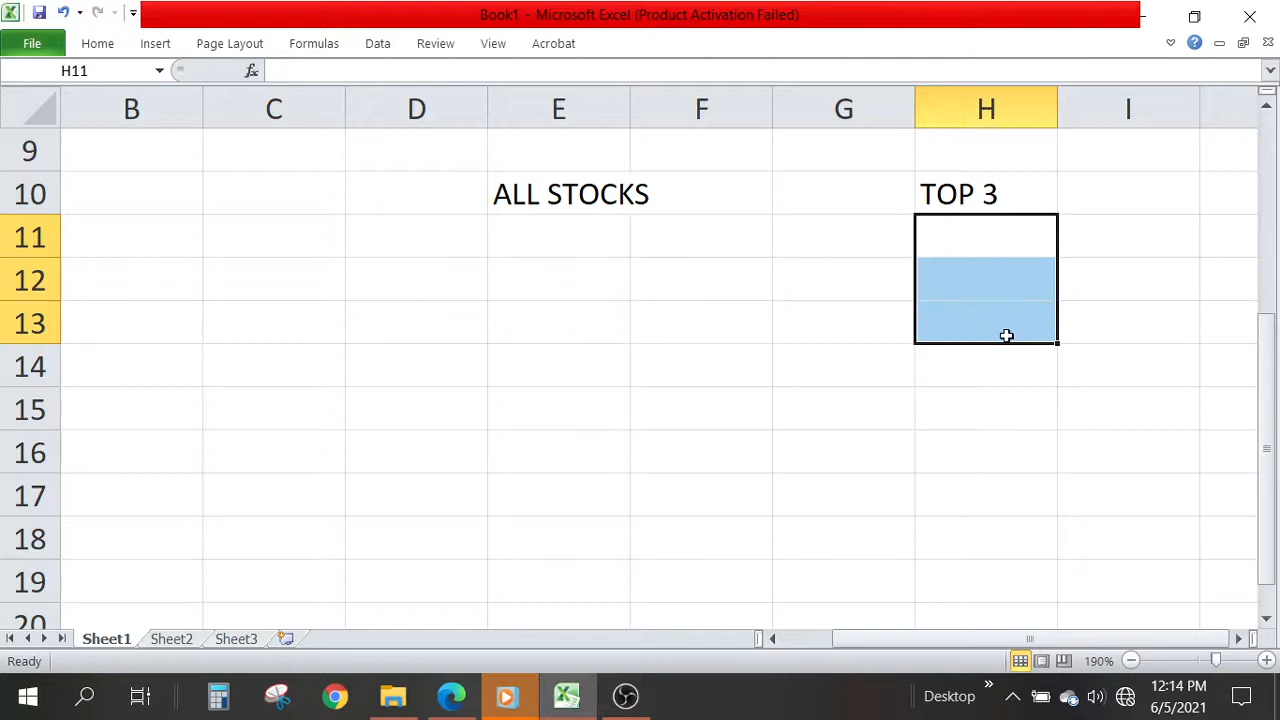 Book1 - Microsoft Excel (Product Activation Failed)
File Home Insert Page Layout Formulas Data Review View Acrobat
H11 fx
B C D E F G H I
9
10 ALL STOCKS TOP 3
11
12
13
14
15
16
17
18
19
20
Sheet1 Sheet2 Sheet3
Ready 190%
Desktop » 12:14 PM
6/5/2021